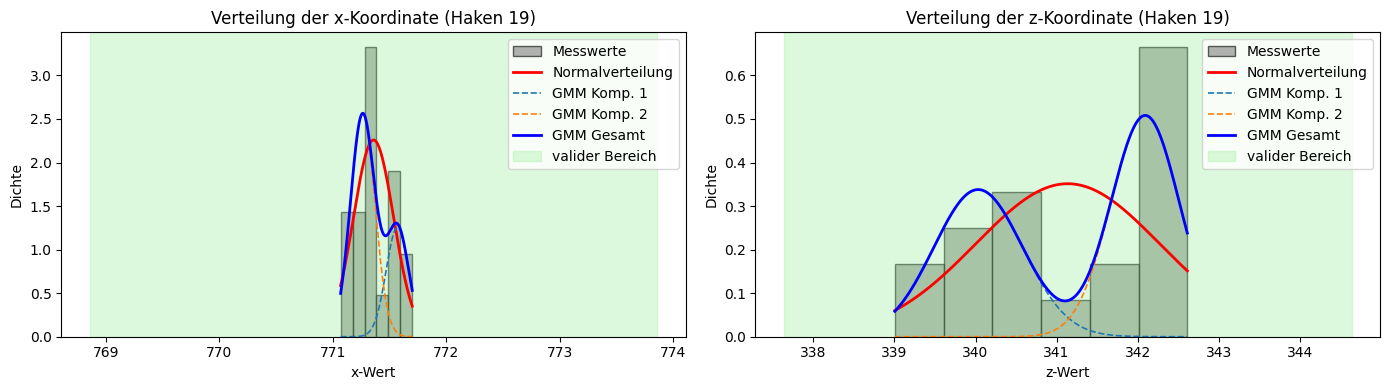 Verteilung der x-Koordinate (Haken 19)
Dichte
3.0
2.5
2.0
1.5
1.0
0.5
0.0
769
770
771
772
773
774
x-Wert
Messwerte
Normalverteilung
GMM Komp. 1
GMM Komp. 2
GMM Gesamt
valider Bereich
Verteilung der z-Koordinate (Haken 19)
Dichte
0.6
0.5
0.4
0.3
0.2
0.1
0.0
338
339
340
341
342
343
344
z-Wert
Messwerte
Normalverteilung
GMM Komp. 1
GMM Komp. 2
GMM Gesamt
valider Bereich